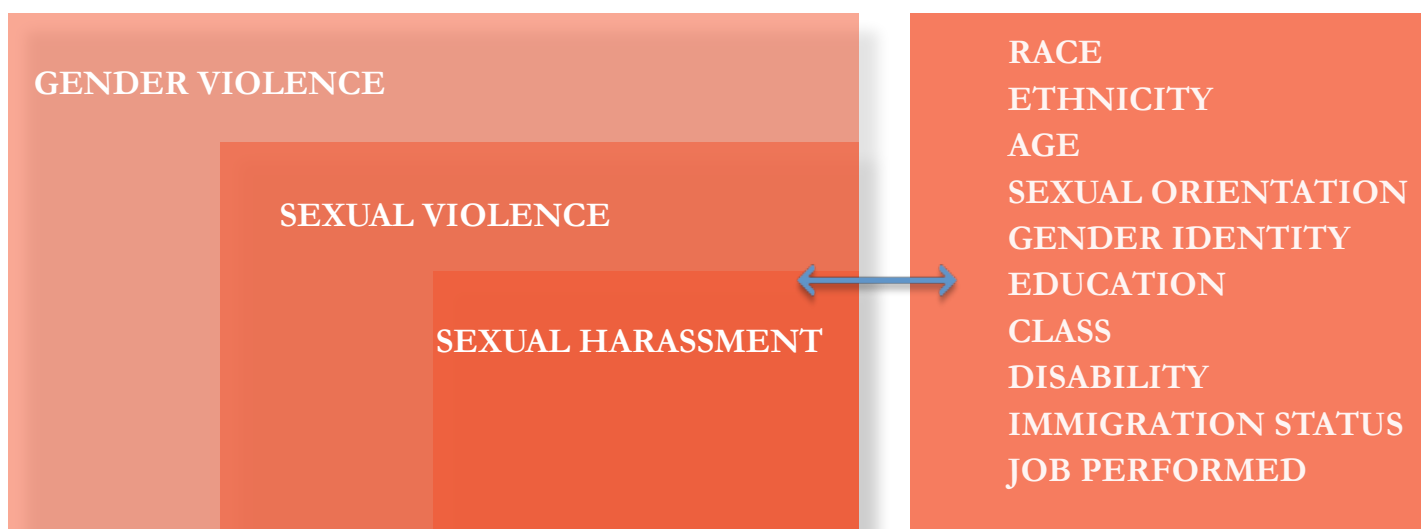 GENDER VIOLENCE
SEXUAL VIOLENCE
SEXUAL HARASSMENT
RACE
ETHNICITY
AGE
SEXUAL ORIENTATION
GENDER IDENTITY
EDUCATION
CLASS
DISABILITY
IMMIGRATION STATUS
JOB PERFORMED